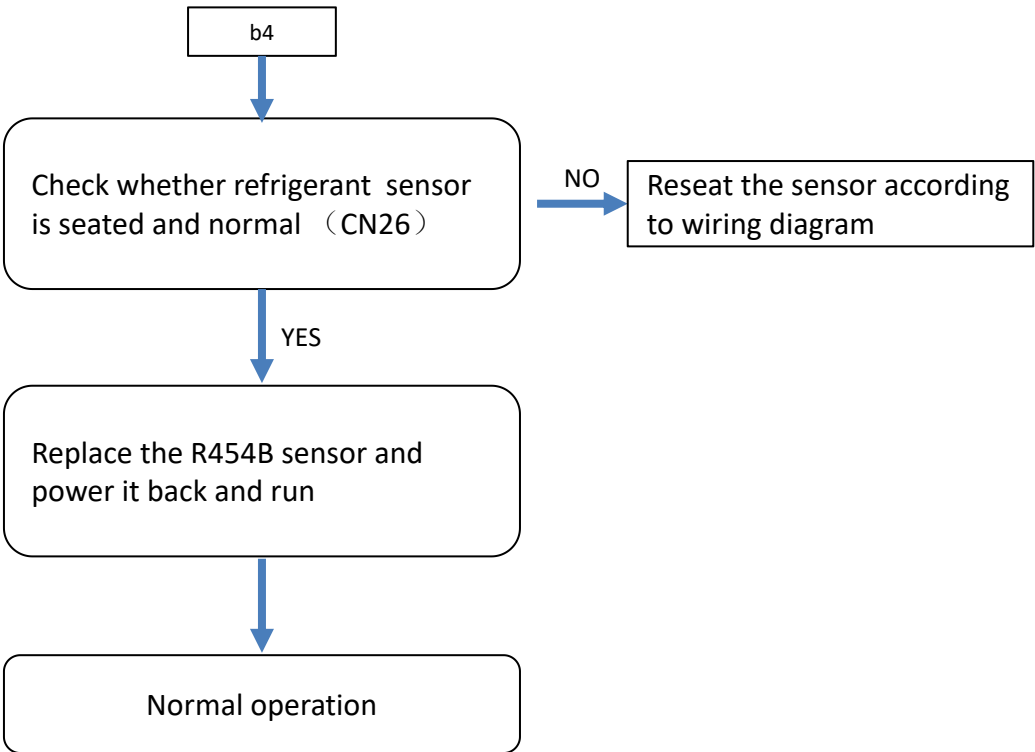 b4
Check whether refrigerant  sensor
is seated and normal （CN26）
NO
Reseat the sensor according
to wiring diagram
YES
Replace the R454B sensor and
power it back and run
Normal operation